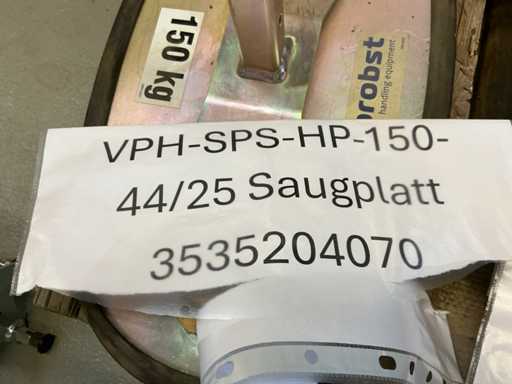 150 kg
probst
handling equipment
VPH-SPS-HP-150-
44/25 Saugplatt
3535204070